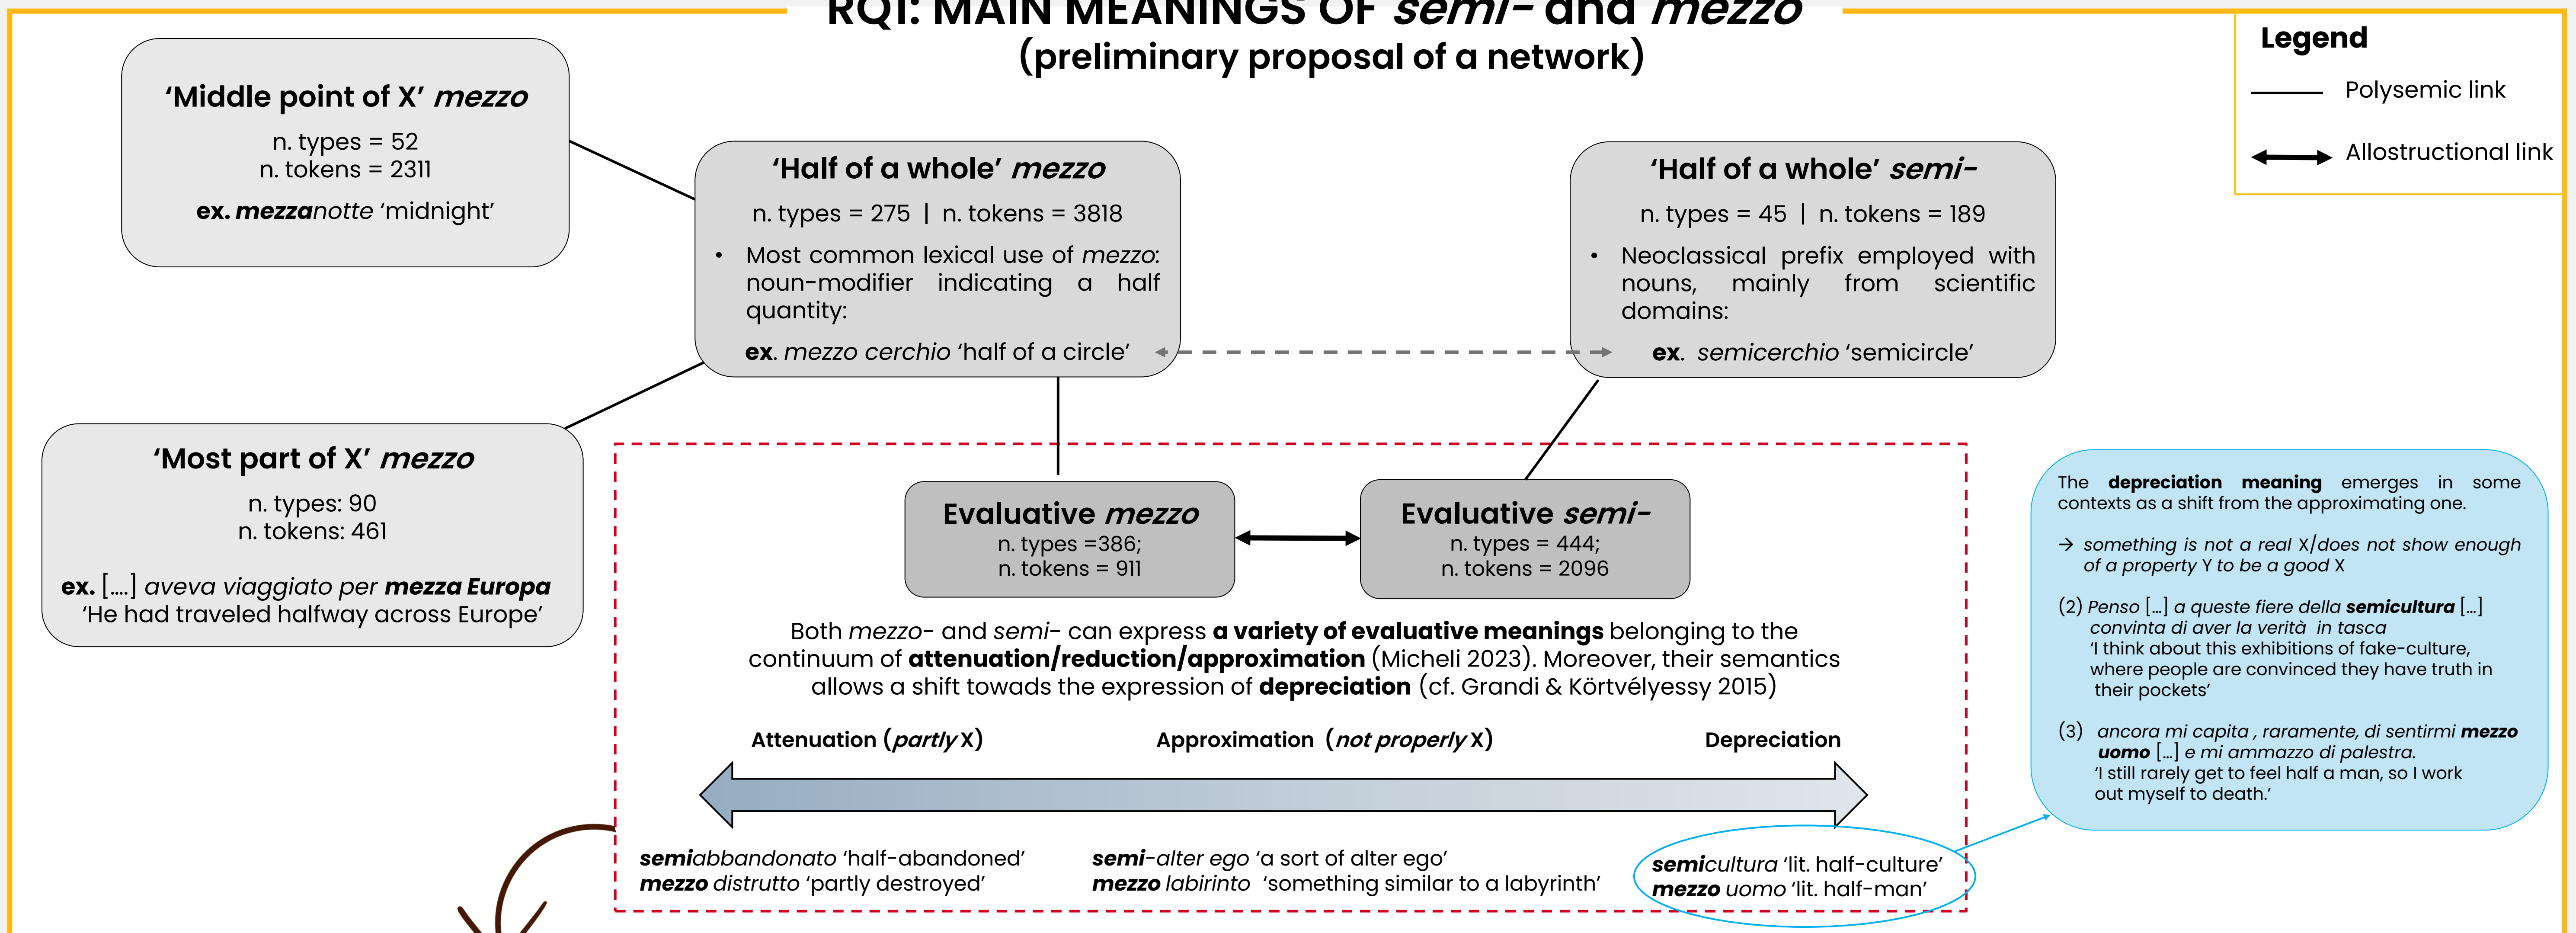 RQ1: MAIN MEANINGS OF semi- and mezzo
(preliminary proposal of a network)
Legend
Polysemic link
Allostructional link
‘Middle point of X’ mezzo
n. types = 52
n. tokens = 2311
ex. mezzanotte ‘midnight’
‘Half of a whole’ mezzo
n. types = 275 | n. tokens = 3818
• Most common lexical use of mezzo:
noun-modifier indicating a half
quantity:
ex. mezzo cerchio ‘half of a circle’
‘Half of a whole’ semi-
n. types = 45 | n. tokens = 189
• Neoclassical prefix employed with
nouns, mainly from scientific
domains:
ex. semicerchio ‘semicircle’
‘Most part of X’ mezzo
n. types: 90
n. tokens: 461
ex. [....] aveva viaggiato per mezza Europa
‘He had traveled halfway across Europe’
Evaluative mezzo
n. types =386;
n. tokens = 911
Evaluative semi-
n. types = 444;
n. tokens = 2096
Both mezzo- and semi- can express a variety of evaluative meanings belonging to the
continuum of attenuation/reduction/approximation (Micheli 2023). Moreover, their semantics
allows a shift towads the expression of depreciation (cf. Grandi & Körtvélyessy 2015)
Attenuation (partly X)
Approximation (not properly X)
Depreciation
semiabbandonato ‘half-abandoned’
mezzo distrutto ‘partly destroyed’
semi-alter ego ‘a sort of alter ego’
mezzo labirinto ‘something similar to a labyrinth’
semicultura ‘lit. half-culture’
mezzo uomo ‘lit. half-man’
The depreciation meaning emerges in some
contexts as a shift from the approximating one.
→ something is not a real X/does not show enough
of a property Y to be a good X
(2) Penso [...] a queste fiere della semicultura [...]
convinta di aver la verità in tasca
‘I think about this exhibitions of fake-culture,
where people are convinced they have truth in
their pockets’
(3) ancora mi capita , raramente, di sentirmi mezzo
uomo [...] e mi ammazzo di palestra.
‘I still rarely get to feel half a man, so I work
out myself to death.’